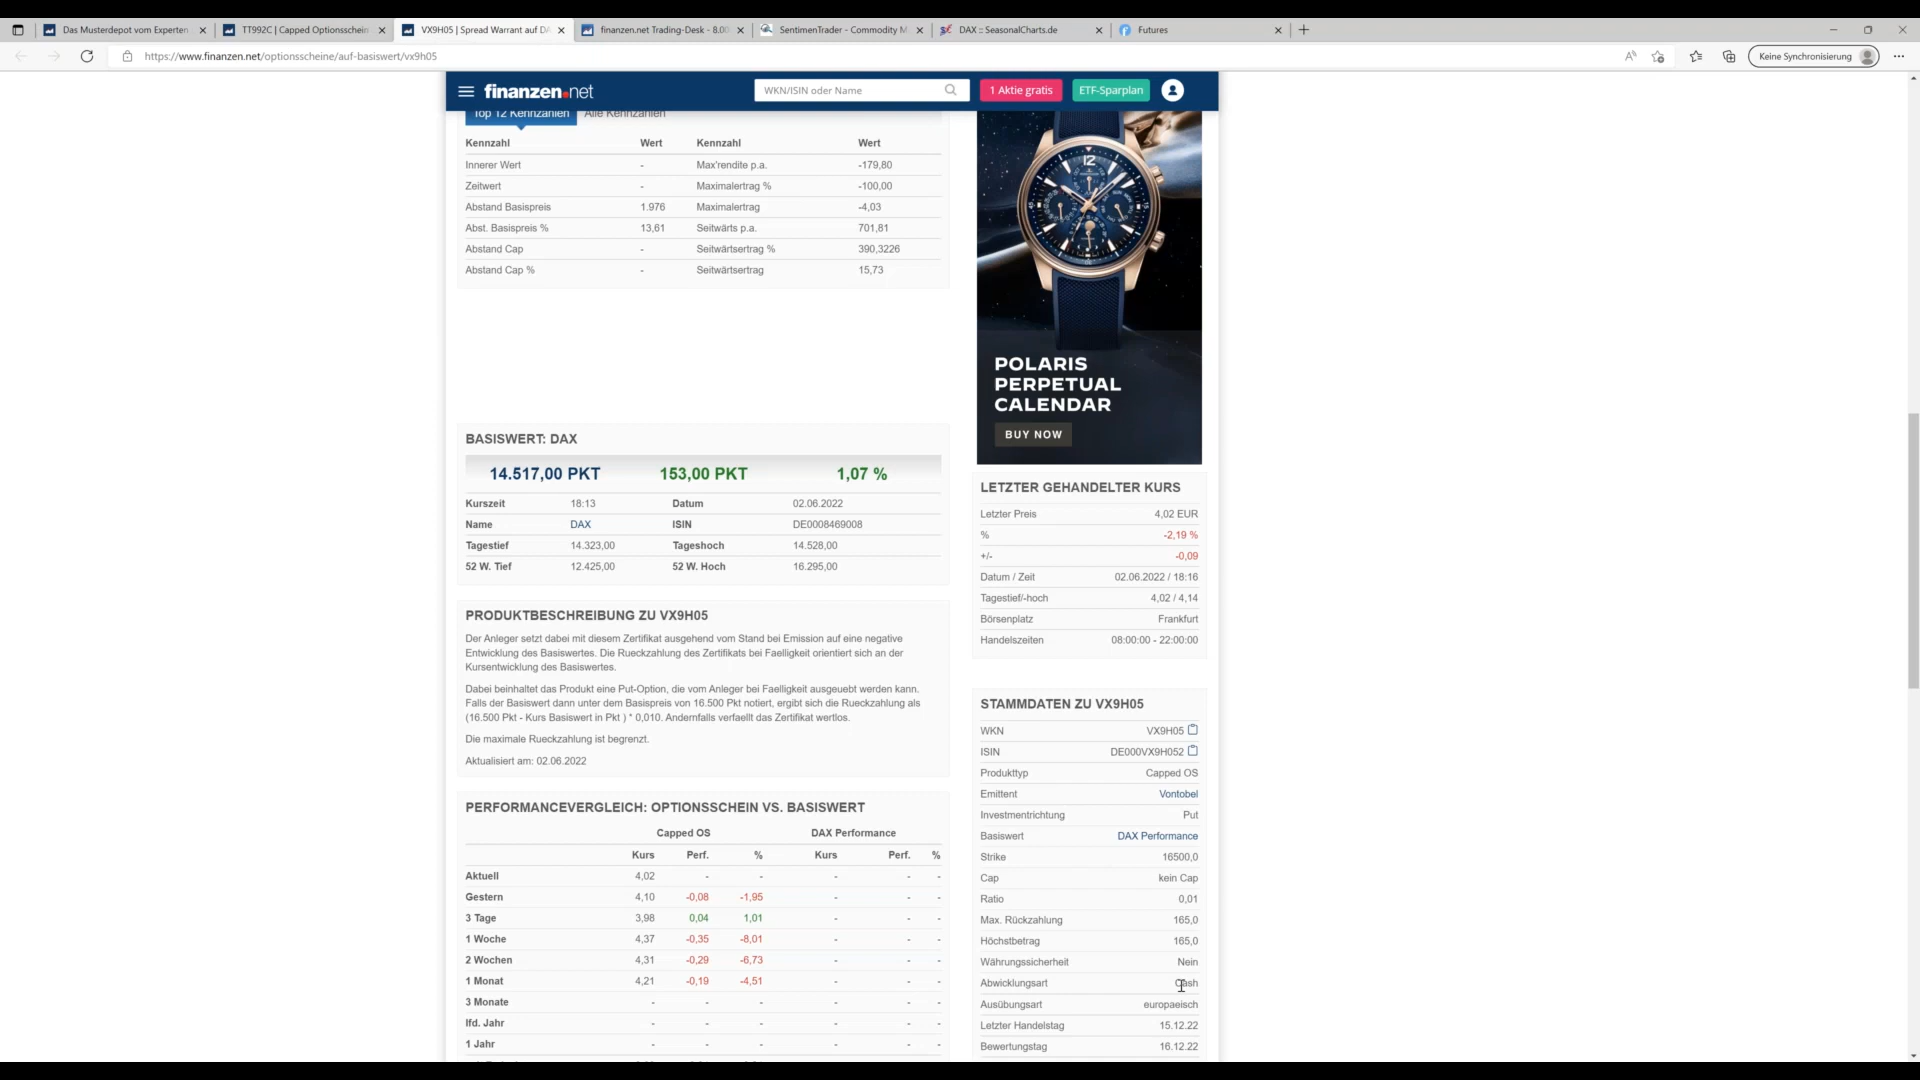 Das Musterdepot vom Experten
TT992C | Capped Optionsschein
VX9H05 | Spread Warrant auf DA
finanzen.net Trading-Desk - 8.00
SentimenTrader - Commodity M
DAX :: SeasonalCharts.de
Futures
https://www.finanzen.net/optionsscheine/auf-basiswert/vx9h05
Keine Synchronisierung
finanzen.net
WKN/ISIN oder Name
1 Aktie gratis
ETF-Sparplan
Top 12 Kennzahlen Alle Kennzahlen
Kennzahl Wert Kennzahl Wert
Innerer Wert - Max'rendite p.a. -179,80
Zeitwert - Maximalertrag % -100,00
Abstand Basispreis 1.976 Maximalertrag -4,03
Abst. Basispreis % 13,61 Seitwärts p.a. 701,81
Abstand Cap - Seitwärtsertrag % 390,3226
Abstand Cap % - Seitwärtsertrag 15,73
12
POLARIS
PERPETUAL
CALENDAR
BUY NOW
BASISWERT: DAX
14.517,00 PKT 153,00 PKT 1,07 %
Kurszeit 18:13 Datum 02.06.2022
Name DAX ISIN DE0008469008
Tagestief 14.323,00 Tageshoch 14.528,00
52 W. Tief 12.425,00 52 W. Hoch 16.295,00
PRODUKTBESCHREIBUNG ZU VX9H05
Der Anleger setzt dabei mit diesem Zertifikat ausgehend vom Stand bei Emission auf eine negative
Entwicklung des Basiswertes. Die Rueckzahlung des Zertifikats bei Faelligkeit orientiert sich an der
Kursentwicklung des Basiswertes.
Dabei beinhaltet das Produkt eine Put-Option, die vom Anleger bei Faelligkeit ausgeuebt werden kann.
Falls der Basiswert dann unter dem Basispreis von 16.500 Pkt notiert, ergibt sich die Rueckzahlung als
(16.500 Pkt - Kurs Basiswert in Pkt ) * 0,010. Andernfalls verfaellt das Zertifikat wertlos.
Die maximale Rueckzahlung ist begrenzt.
Aktualisiert am: 02.06.2022
PERFORMANCEVERGLEICH: OPTIONSSCHEIN VS. BASISWERT
Capped OS DAX Performance
Kurs Perf. % Kurs Perf. %
Aktuell 4,02 - - - - -
Gestern 4,10 -0,08 -1,95 - - -
3 Tage 3,98 0,04 1,01 - - -
1 Woche 4,37 -0,35 -8,01 - - -
2 Wochen 4,31 -0,29 -6,73 - - -
1 Monat 4,21 -0,19 -4,51 - - -
3 Monate - - - - - -
lfd. Jahr - - - - - -
1 Jahr - - - - - -
LETZTER GEHANDELTER KURS
Letzter Preis 4,02 EUR
% -2,19 %
+/- -0,09
Datum / Zeit 02.06.2022 / 18:16
Tagestief/-hoch 4,02 / 4,14
Börsenplatz Frankfurt
Handelszeiten 08:00:00 - 22:00:00
STAMMDATEN ZU VX9H05
WKN VX9H05
ISIN DE000VX9H052
Produkttyp Capped OS
Emittent Vontobel
Investmentrichtung Put
Basiswert DAX Performance
Strike 16500,0
Cap kein Cap
Ratio 0,01
Max. Rückzahlung 165,0
Höchstbetrag 165,0
Währungssicherheit Nein
Abwicklungsart Cash
Ausübungsart europaeisch
Letzter Handelstag 15.12.22
Bewertungstag 16.12.22